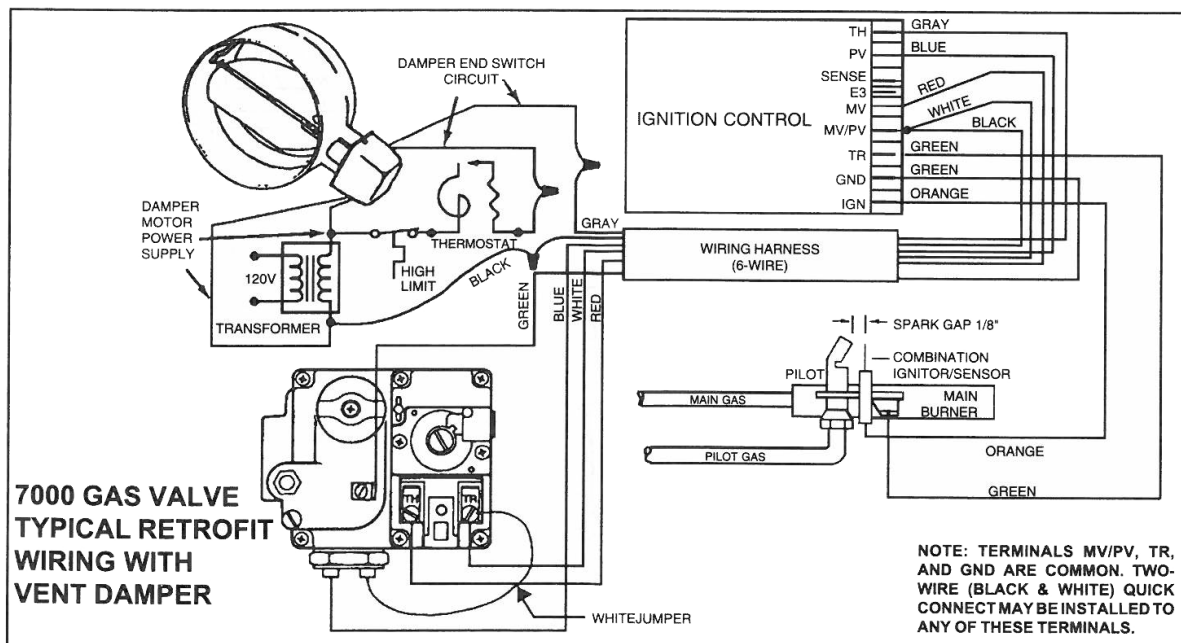 DAMPER END SWITCH
CIRCUIT
DAMPER
MOTOR
POWER
SUPPLY
120V
TRANSFORMER
HIGH
LIMIT
THERMOSTAT
BLACK
GRAY
GREEN
BLUE
WHITE
RED
IGNITION CONTROL
TH
PV
SENSE
E3
MV
MV/PV
TR
GND
IGN
GRAY
BLUE
RED
WHITE
BLACK
GREEN
GREEN
ORANGE
WIRING HARNESS
(6-WIRE)
SPARK GAP 1/8"
COMBINATION
IGNITOR/SENSOR
PILOT
MAIN
BURNER
MAIN GAS
PILOT GAS
ORANGE
GREEN
TH
TR
WHITEJUMPER
7000 GAS VALVE
TYPICAL RETROFIT
WIRING WITH
VENT DAMPER
NOTE: TERMINALS MV/PV, TR,
AND GND ARE COMMON. TWO-
WIRE (BLACK & WHITE) QUICK
CONNECT MAY BE INSTALLED TO
ANY OF THESE TERMINALS.